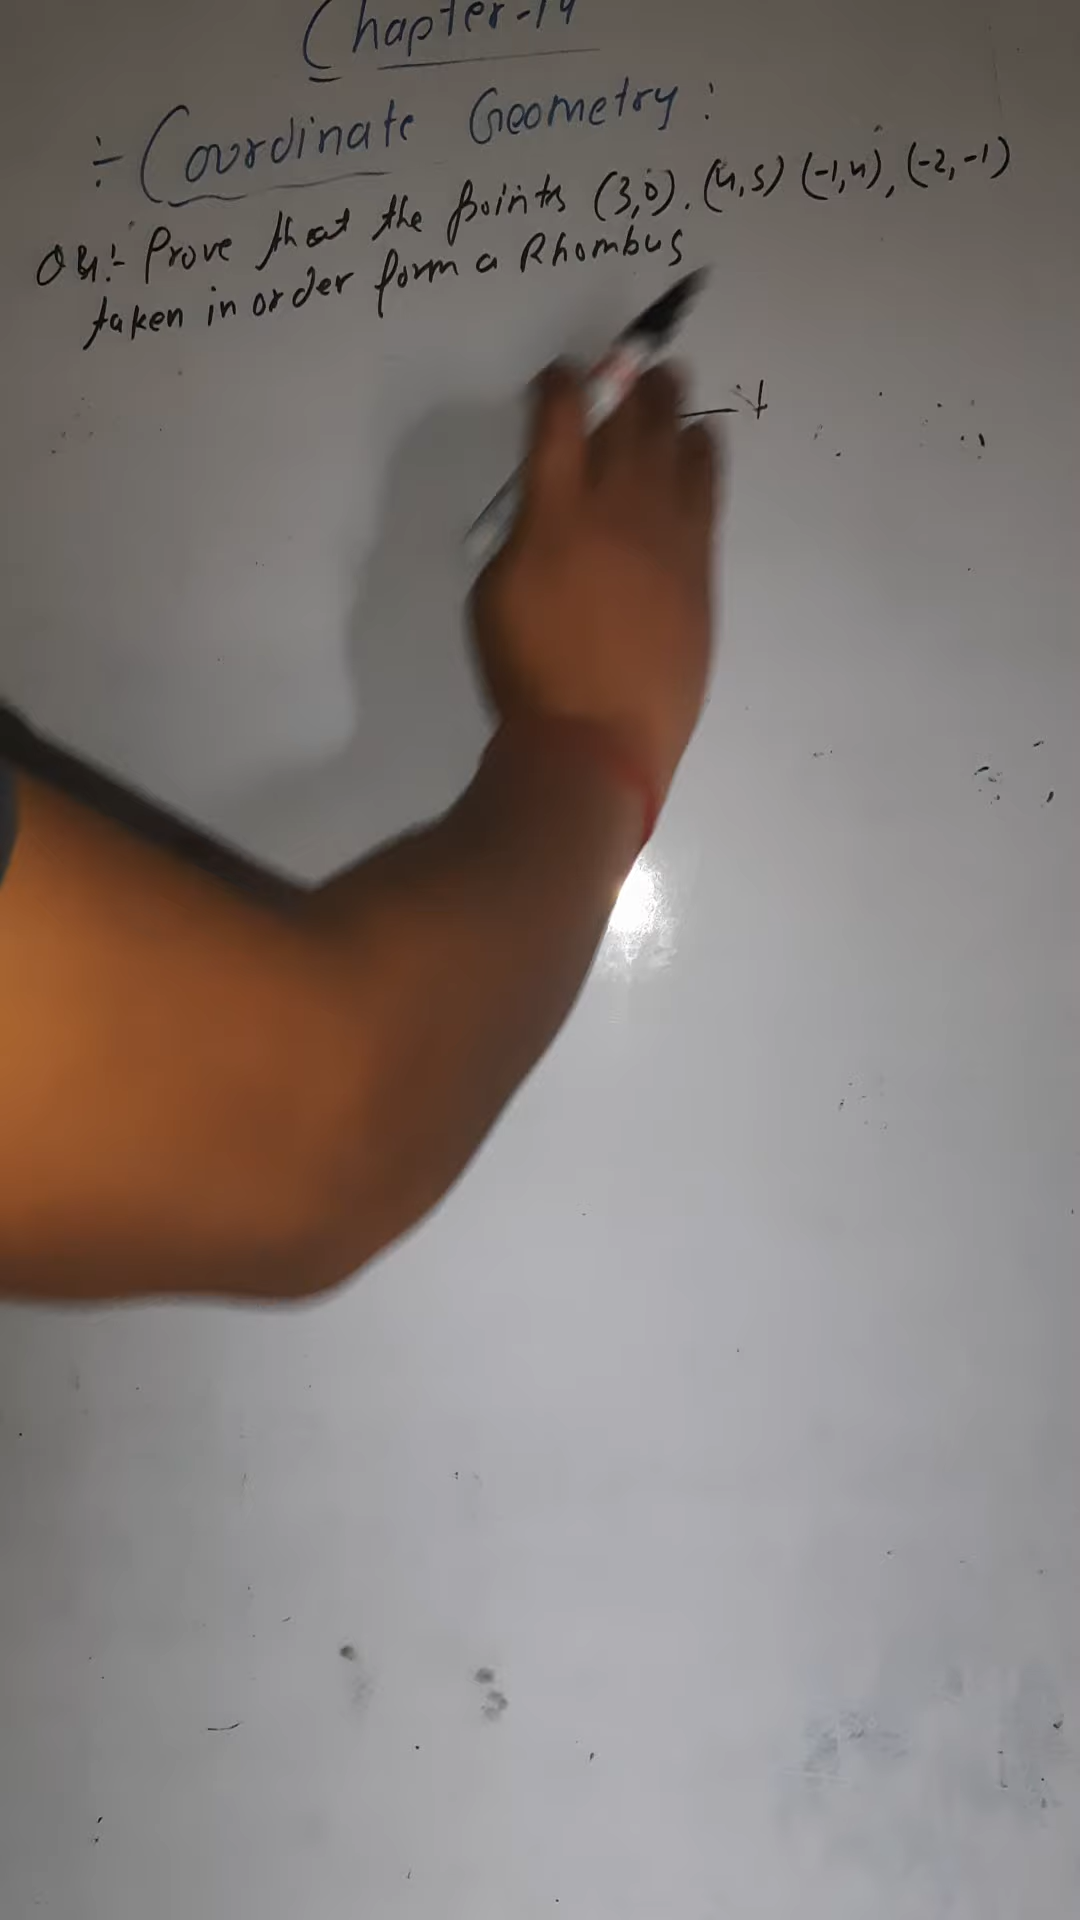 Chapter-14
÷ Coordinate Geometry:
Q1:- Prove that the points (3,0), (4,5) (-1,4), (-2,-1)
taken in order form a Rhombus